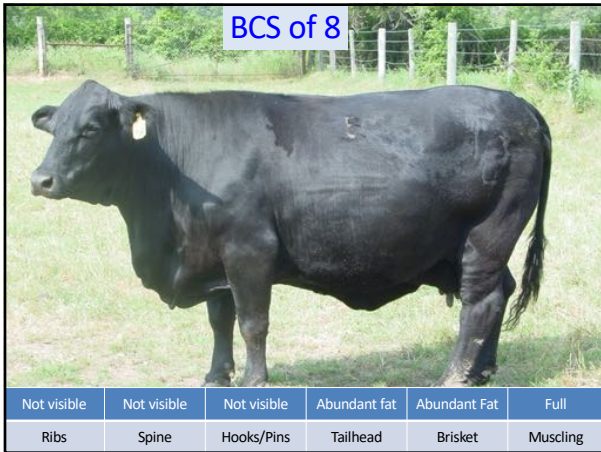 BCS of 8
Not visible Not visible Not visible Abundant fat Abundant Fat Full
Ribs Spine Hooks/Pins Tailhead Brisket Muscling